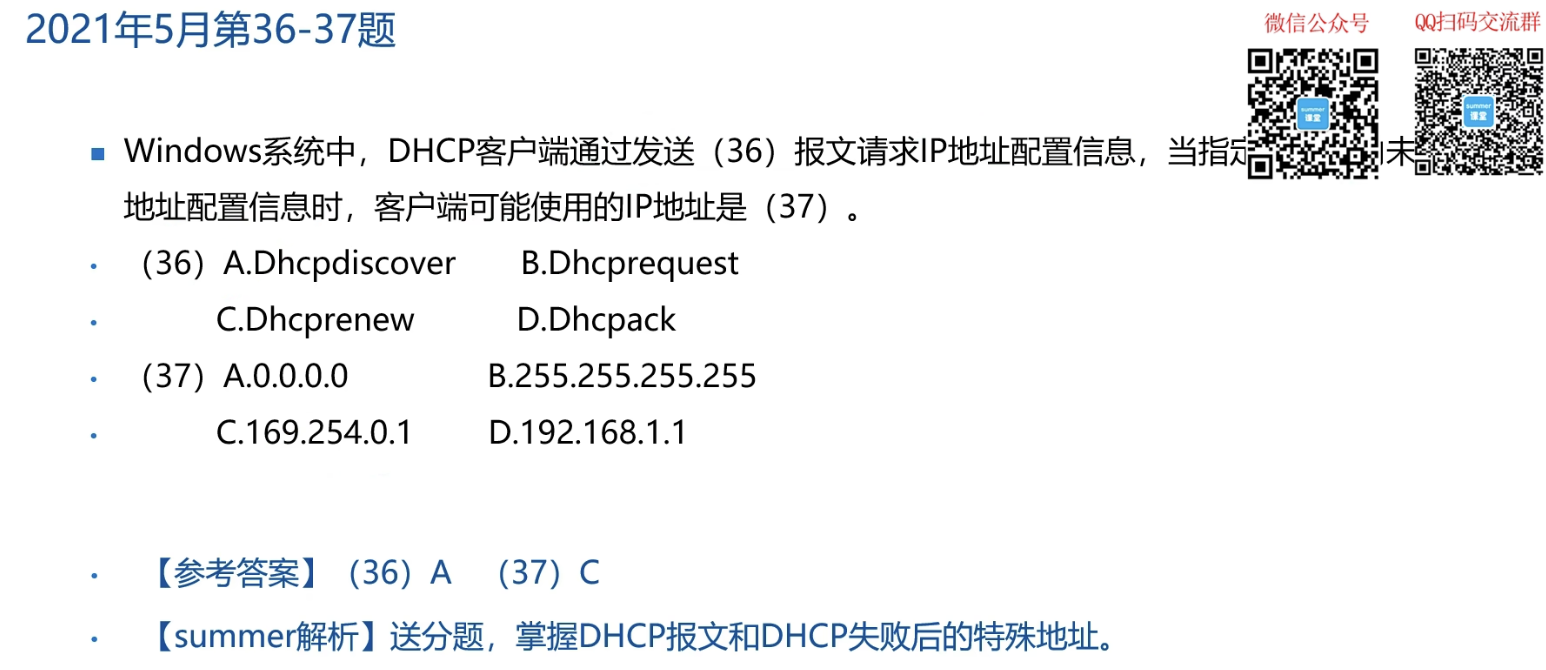 2021年5月第36-37题
微信公众号
QQ扫码交流群
summer
课堂
summer
课堂
Windows系统中，DHCP客户端通过发送（36）报文请求IP地址配置信息，当指定 未
地址配置信息时，客户端可能使用的IP地址是（37）。
（36）A.Dhcpdiscover B.Dhcprequest
C.Dhcprenew D.Dhcpack
（37）A.0.0.0.0 B.255.255.255.255
C.169.254.0.1 D.192.168.1.1
【参考答案】（36）A （37）C
【summer解析】送分题，掌握DHCP报文和DHCP失败后的特殊地址。